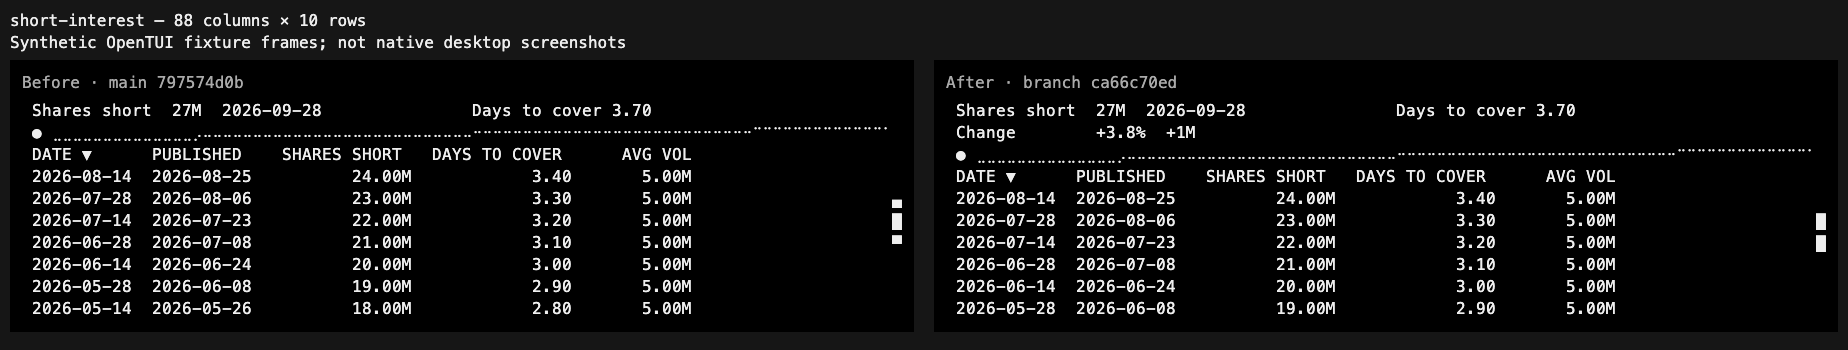 short-interest — 88 columns × 10 rows
Synthetic OpenTUI fixture frames; not native desktop screenshots
Before · main 797574d0b
Shares short 27M 2026-09-28 Days to cover 3.70
DATE ▼ PUBLISHED SHARES SHORT DAYS TO COVER AVG VOL
2026-08-14 2026-08-25 24.00M 3.40 5.00M
2026-07-28 2026-08-06 23.00M 3.30 5.00M
2026-07-14 2026-07-23 22.00M 3.20 5.00M
2026-06-28 2026-07-08 21.00M 3.10 5.00M
2026-06-14 2026-06-24 20.00M 3.00 5.00M
2026-05-28 2026-06-08 19.00M 2.90 5.00M
2026-05-14 2026-05-26 18.00M 2.80 5.00M
After · branch ca66c70ed
Shares short 27M 2026-09-28 Days to cover 3.70
Change +3.8% +1M
DATE ▼ PUBLISHED SHARES SHORT DAYS TO COVER AVG VOL
2026-08-14 2026-08-25 24.00M 3.40 5.00M
2026-07-28 2026-08-06 23.00M 3.30 5.00M
2026-07-14 2026-07-23 22.00M 3.20 5.00M
2026-06-28 2026-07-08 21.00M 3.10 5.00M
2026-06-14 2026-06-24 20.00M 3.00 5.00M
2026-05-28 2026-06-08 19.00M 2.90 5.00M